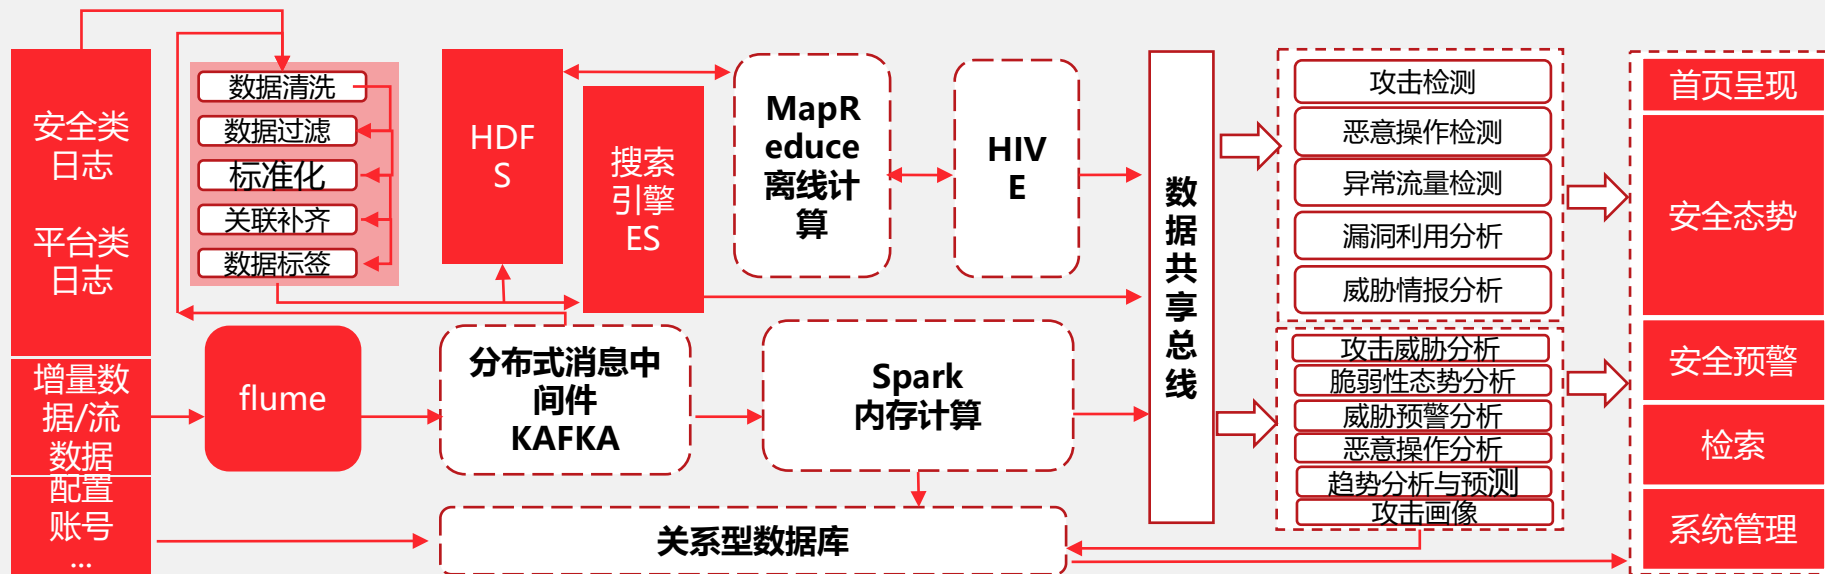 安全类
日志
平台类
日志
增量数
据/流
数据
配置
账号
...
数据清洗
数据过滤
标准化
关联补齐
数据标签
flume
HDF
S
搜索
引擎
ES
分布式消息中
间件
KAFKA
MapR
educe
离线计
算
HIV
E
Spark
内存计算
关系型数据库
数
据
共
享
总
线
攻击检测
恶意操作检测
异常流量检测
漏洞利用分析
威胁情报分析
攻击威胁分析
脆弱性态势分析
威胁预警分析
恶意操作分析
趋势分析与预测
攻击画像
首页呈现
安全态势
安全预警
检索
系统管理